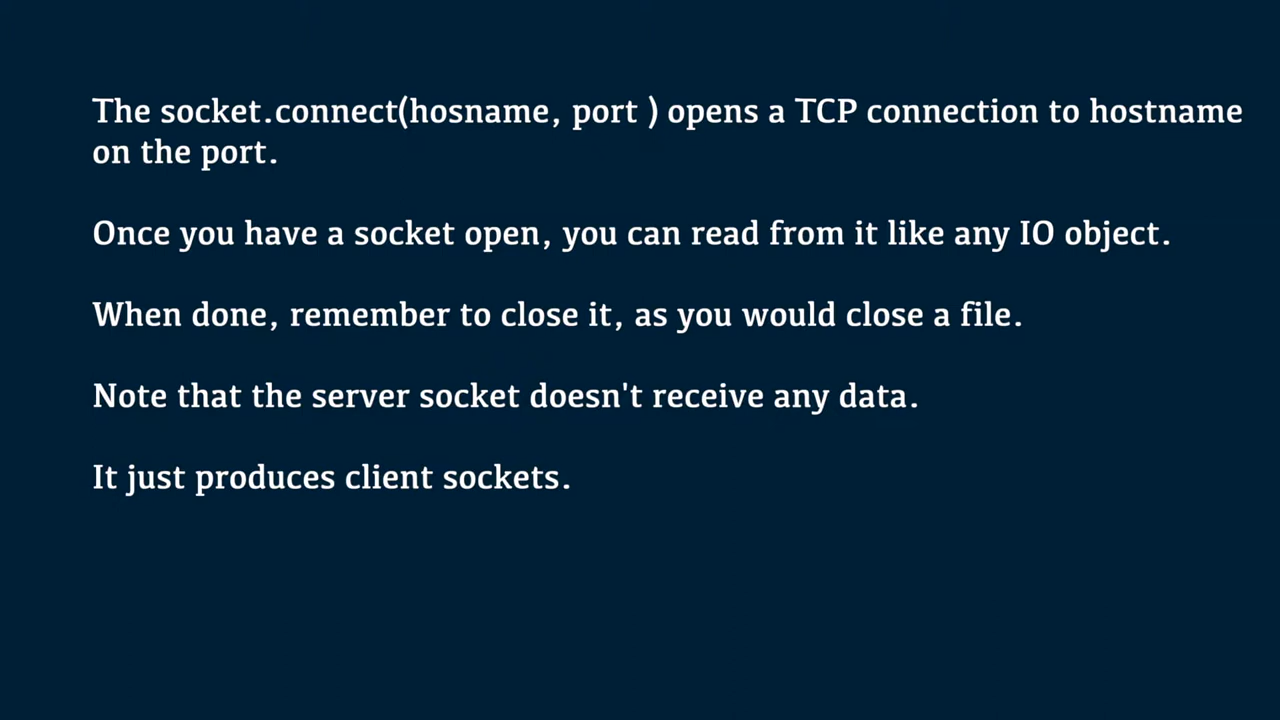 The socket.connect(hosname, port ) opens a TCP connection to hostname
on the port.
Once you have a socket open, you can read from it like any IO object.
When done, remember to close it, as you would close a file.
Note that the server socket doesn't receive any data.
It just produces client sockets.